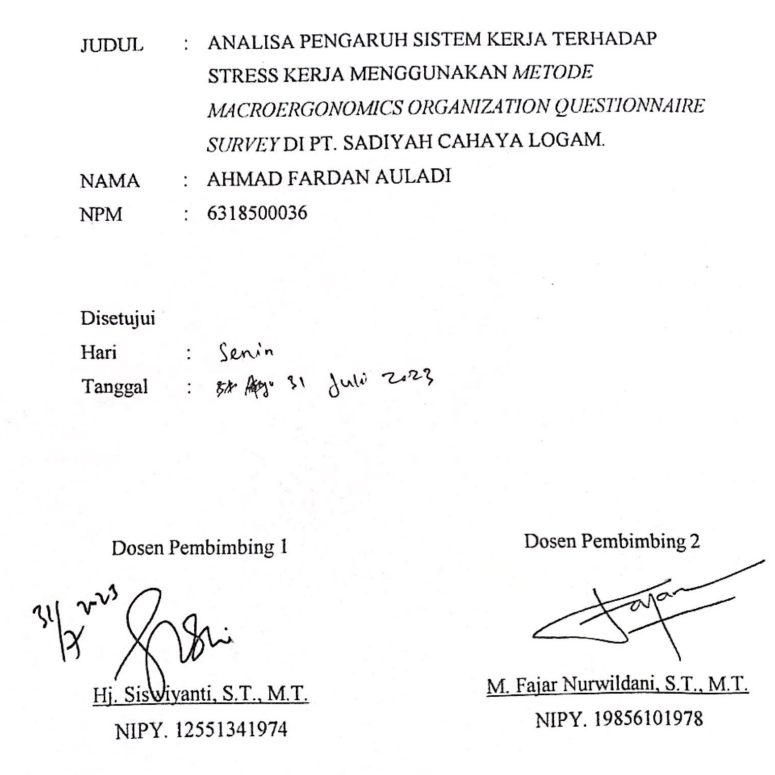 JUDUL : ANALISA PENGARUH SISTEM KERJA TERHADAP
STRESS KERJA MENGGUNAKAN METODE
MACROERGONOMICS ORGANIZATION QUESTIONNAIRE
SURVEY DI PT. SADIYAH CAHAYA LOGAM.
NAMA : AHMAD FARDAN AULADI
NPM : 6318500036
Disetujui
Hari : Senin
Tanggal : 31 Juli 2023
Dosen Pembimbing 1
31/7 2023
Hj. Siswiyanti, S.T., M.T.
NIPY. 12551341974
Dosen Pembimbing 2
Fajar
M. Fajar Nurwildani, S.T., M.T.
NIPY. 19856101978